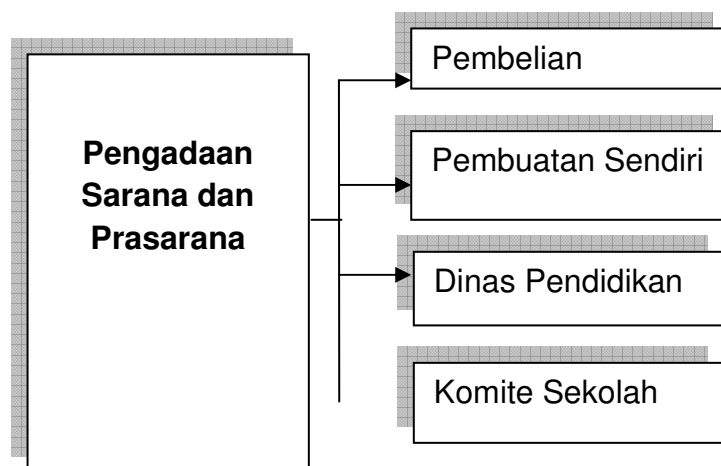 Pengadaan
Sarana dan
Prasarana
Pembelian
Pembuatan Sendiri
Dinas Pendidikan
Komite Sekolah